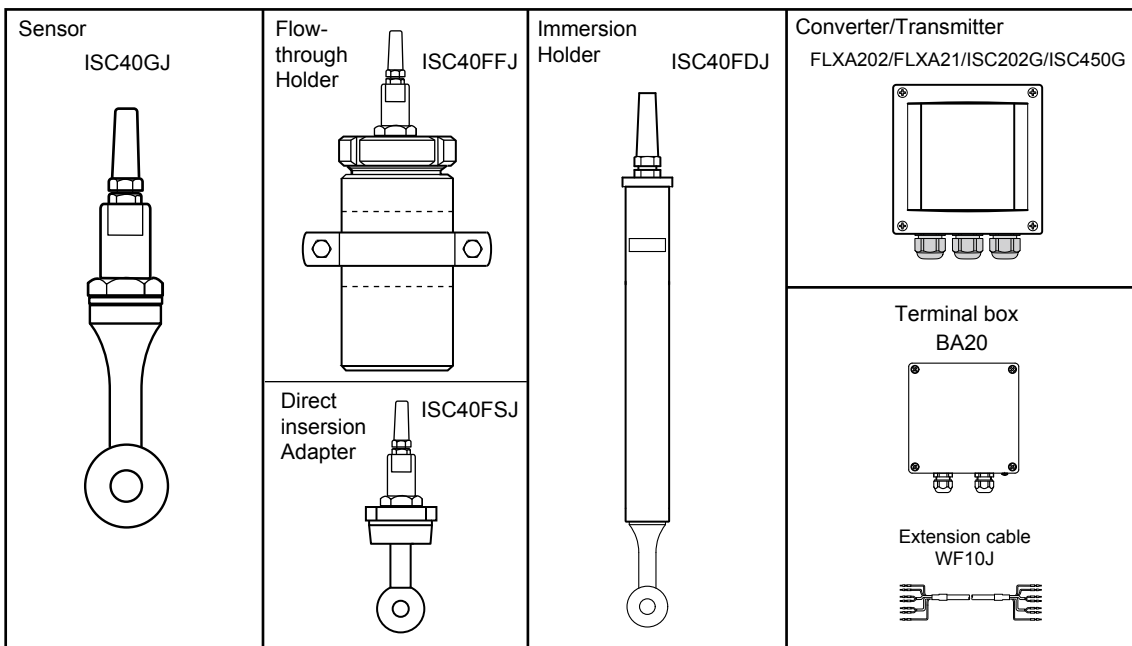 Sensor
ISC40GJ
Flow-
through
Holder
ISC40FFJ
Direct
insersion
Adapter
ISC40FSJ
Immersion
Holder
ISC40FDJ
Converter/Transmitter
FLXA202/FLXA21/ISC202G/ISC450G
Terminal box
BA20
Extension cable
WF10J